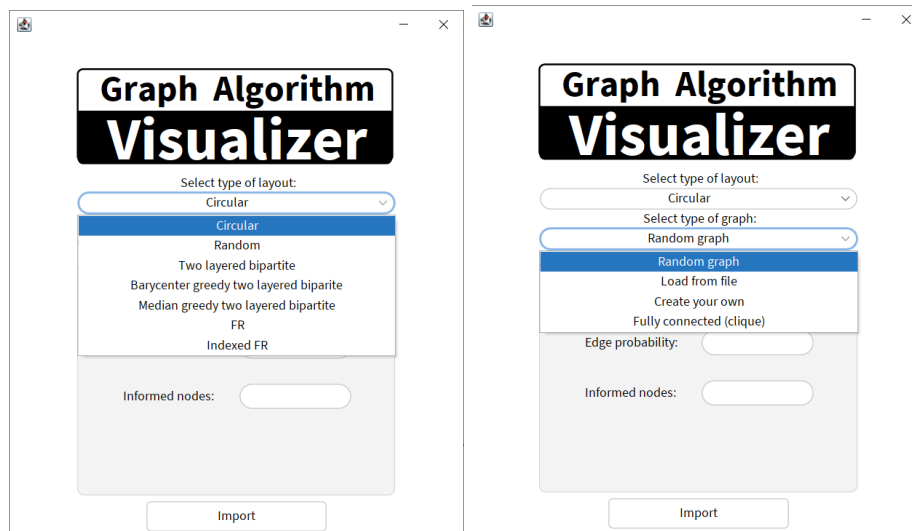 Graph Algorithm
Visualizer
Select type of layout:
Circular
Circular
Random
Two layered bipartite
Barycenter greedy two layered biparite
Median greedy two layered bipartite
FR
Indexed FR
Informed nodes:
Import
Graph Algorithm
Visualizer
Select type of layout:
Circular
Select type of graph:
Random graph
Random graph
Load from file
Create your own
Fully connected (clique)
Edge probability:
Informed nodes:
Import